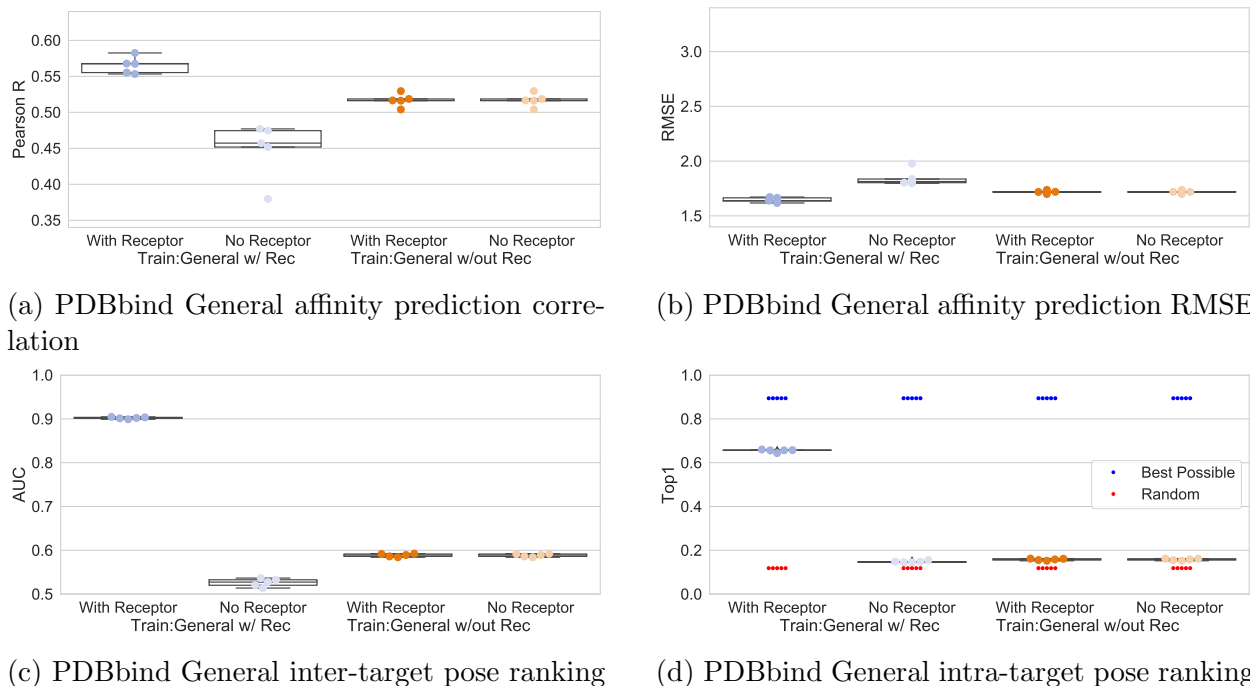 0.60
0.55
0.50
0.45
0.40
0.35
Pearson R
With Receptor No Receptor With Receptor No Receptor
Train:General w/ Rec Train:General w/out Rec
(a) PDBbind General affinity prediction corre-
lation
3.0
2.5
2.0
1.5
RMSE
With Receptor No Receptor With Receptor No Receptor
Train:General w/ Rec Train:General w/out Rec
(b) PDBbind General affinity prediction RMSE
1.0
0.9
0.8
0.7
0.6
0.5
AUC
With Receptor No Receptor With Receptor No Receptor
Train:General w/ Rec Train:General w/out Rec
(c) PDBbind General inter-target pose ranking
1.0
0.8
0.6
0.4
0.2
0.0
Top1
Best Possible
Random
With Receptor No Receptor With Receptor No Receptor
Train:General w/ Rec Train:General w/out Rec
(d) PDBbind General intra-target pose ranking